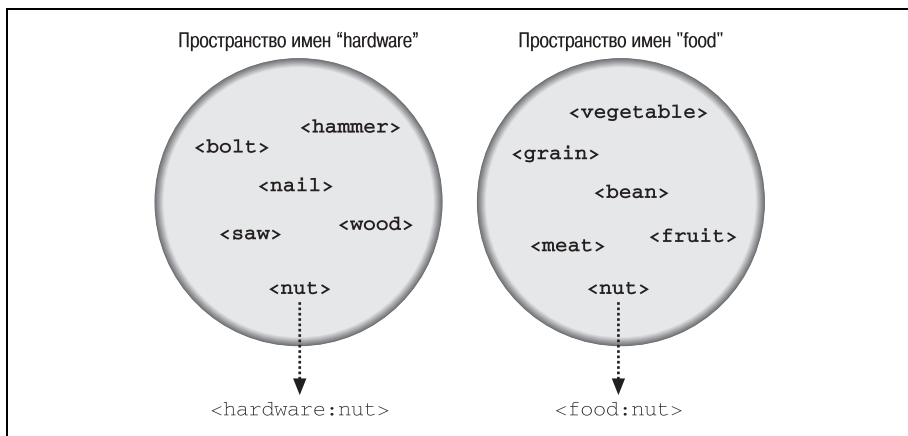 Пространство имен “hardware”
Пространство имен "food"
<hammer>
<bolt>
<nail>
<saw>
<wood>
<nut>
<hardware:nut>
<vegetable>
<grain>
<bean>
<meat>
<fruit>
<nut>
<food:nut>